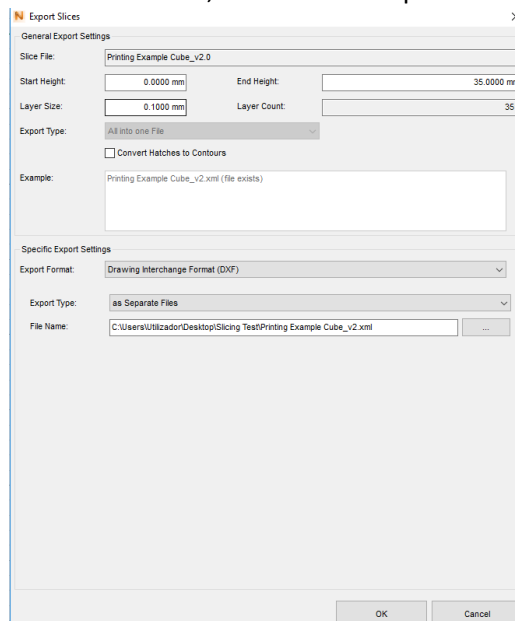 Export Slices
General Export Settings
Slice File: Printing Example Cube_v2.0
Start Height: 0.0000 mm End Height: 35.0000 m
Layer Size: 0.1000 mm Layer Count: 35
Export Type: All into one File
Convert Hatches to Contours
Example: Printing Example Cube_v2.xml (file exists)
Specific Export Settings
Export Format: Drawing Interchange Format (DXF)
Export Type: as Separate Files
File Name: C:\Users\Utilizador\Desktop\Slicing Test\Printing Example Cube_v2.xml ...
OK Cancel